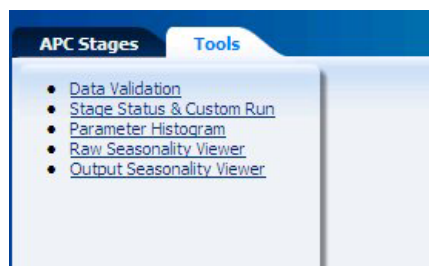 APC Stages Tools
Data Validation
Stage Status & Custom Run
Parameter Histogram
Raw Seasonality Viewer
Output Seasonality Viewer